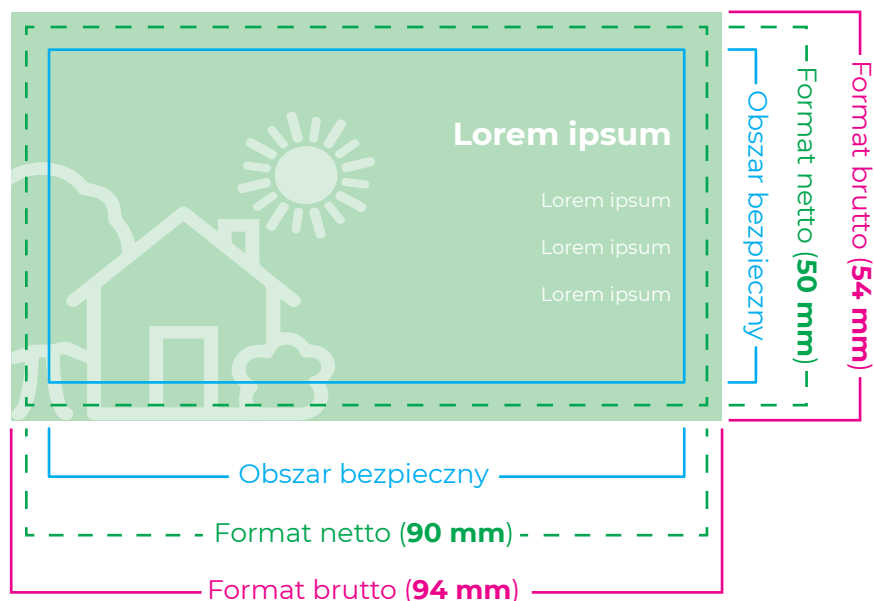 Lorem ipsum
Lorem ipsum
Lorem ipsum
Lorem ipsum
Obszar bezpieczny
Format netto (50 mm)
Format brutto (54 mm)
Obszar bezpieczny
Format netto (90 mm)
Format brutto (94 mm)